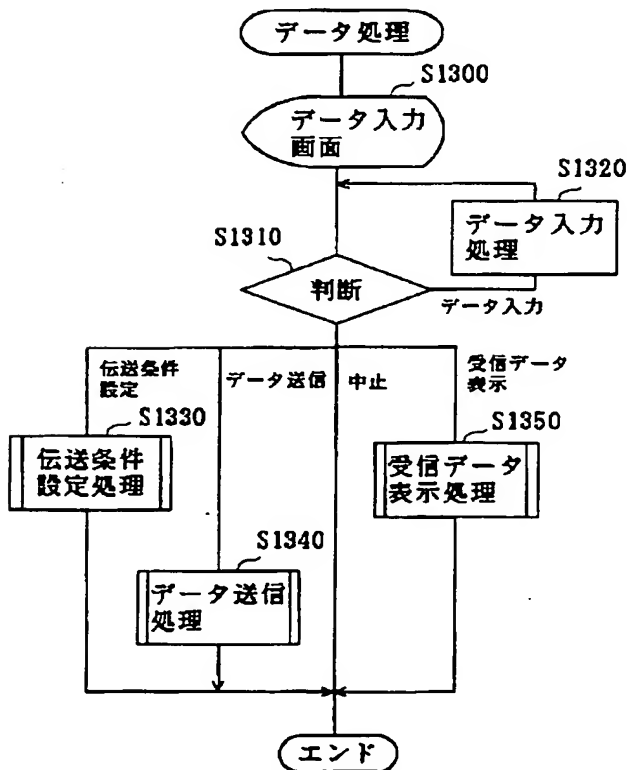 データ処理
S1300
データ入力
画面
S1320
データ入力
処理
S1310
判断
データ入力
伝送条件
設定
データ送信
中止
受信データ
表示
S1330
伝送条件
設定処理
S1350
受信データ
表示処理
S1340
データ送信
処理
エンド